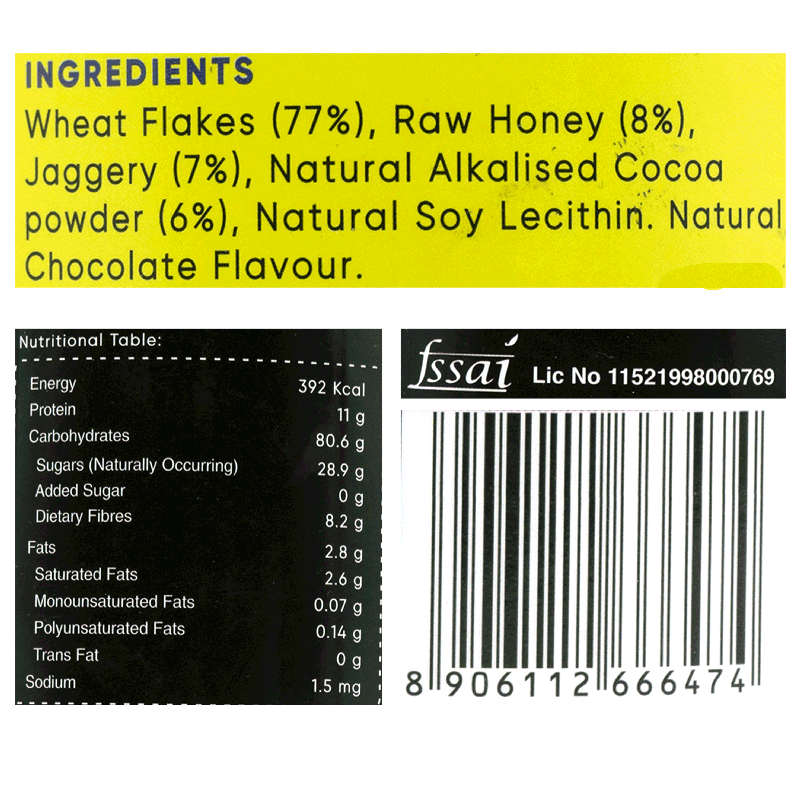 INGREDIENTS
Wheat Flakes (77%), Raw Honey (8%),
Jaggery (7%), Natural Alkalised Cocoa
powder (6%), Natural Soy Lecithin. Natural
Chocolate Flavour.
Nutritional Table:
Energy 392 Kcal
Protein 11 g
Carbohydrates 80.6 g
Sugars (Naturally Occurring) 28.9 g
Added Sugar 0 g
Dietary Fibres 8.2 g
Fats 2.8 g
Saturated Fats 2.6 g
Monounsaturated Fats 0.07 g
Polyunsaturated Fats 0.14 g
Trans Fat 0 g
Sodium 1.5 mg
fssai Lic No 11521998000769
8 906112 666474